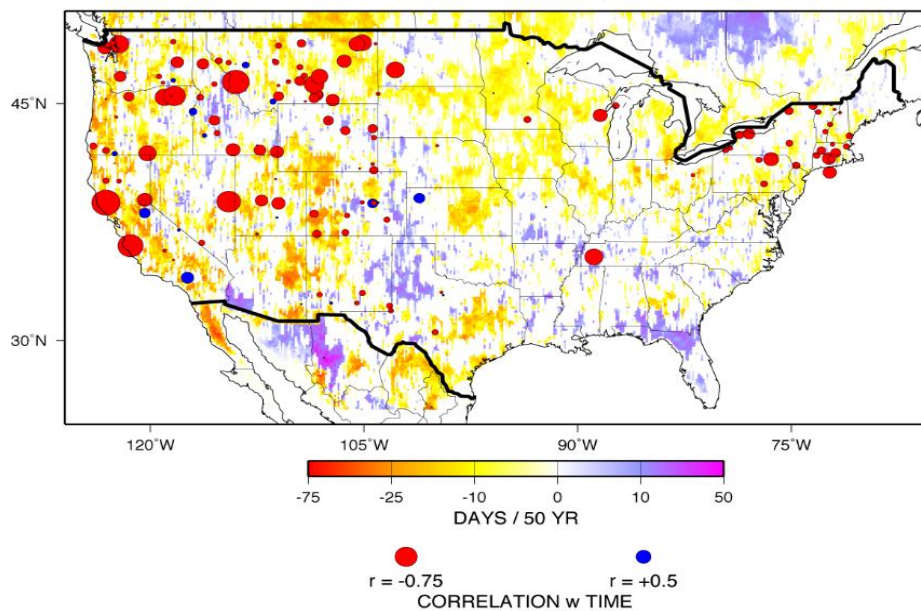 45°N
30°N
120°W 105°W 90°W 75°W
-75 -25 -10 0 10 50
DAYS / 50 YR
r = -0.75 r = +0.5
CORRELATION w TIME